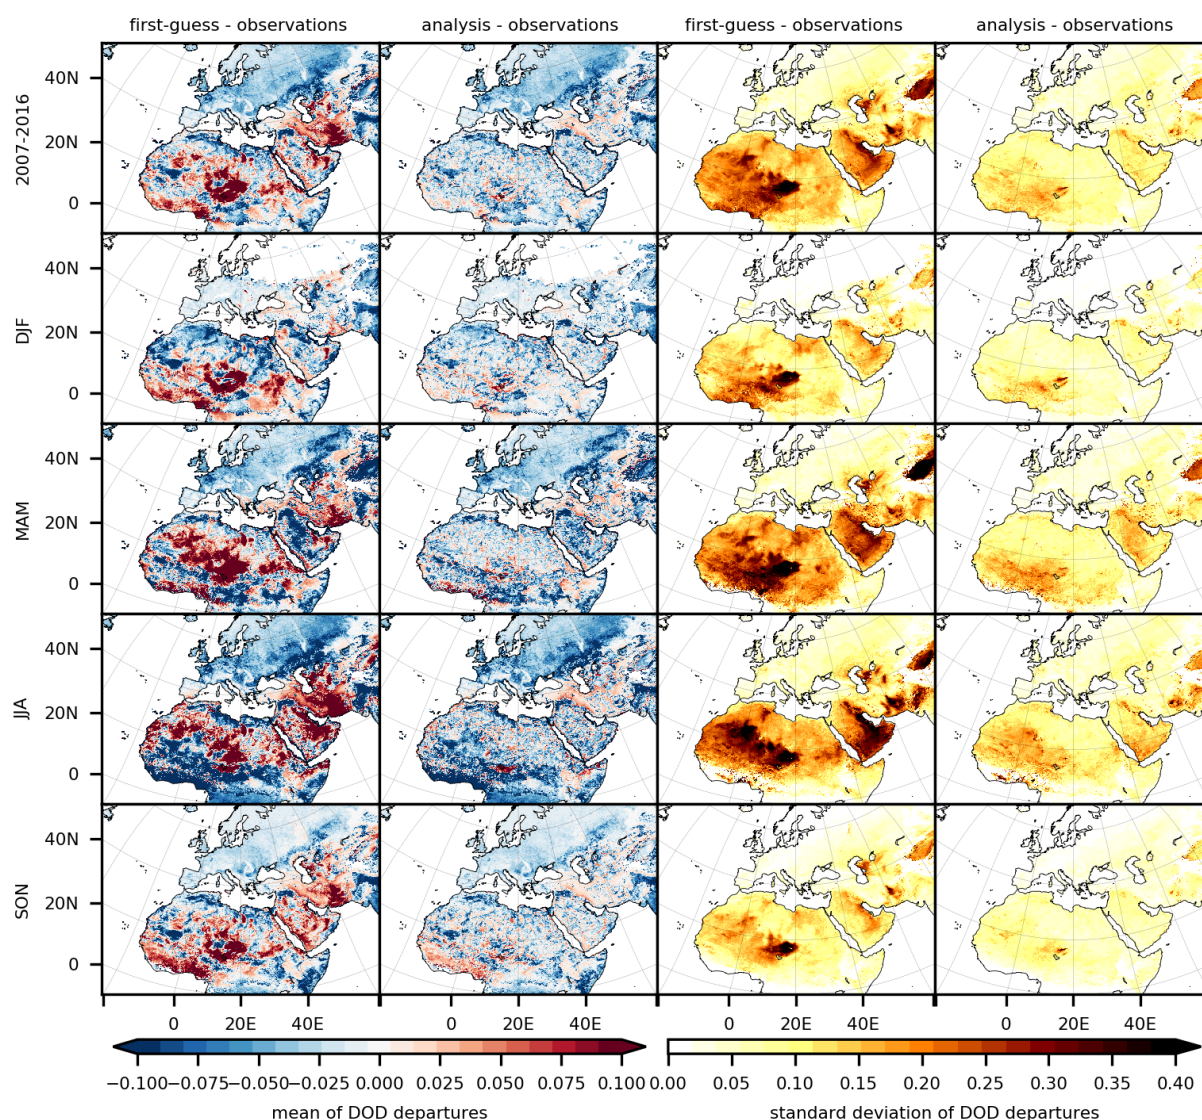 first-guess - observations analysis - observations first-guess - observations analysis - observations
40N
20N
0
2007-2016
40N
20N
0
DJF
40N
20N
0
MAM
40N
20N
0
JJA
40N
20N
0
SON
0 20E 40E 0 20E 40E 0 20E 40E 0 20E 40E
−0.100 −0.075 −0.050 −0.025 0.000 0.025 0.050 0.075 0.100 0.00 0.05 0.10 0.15 0.20 0.25 0.30 0.35 0.40
mean of DOD departures standard deviation of DOD departures